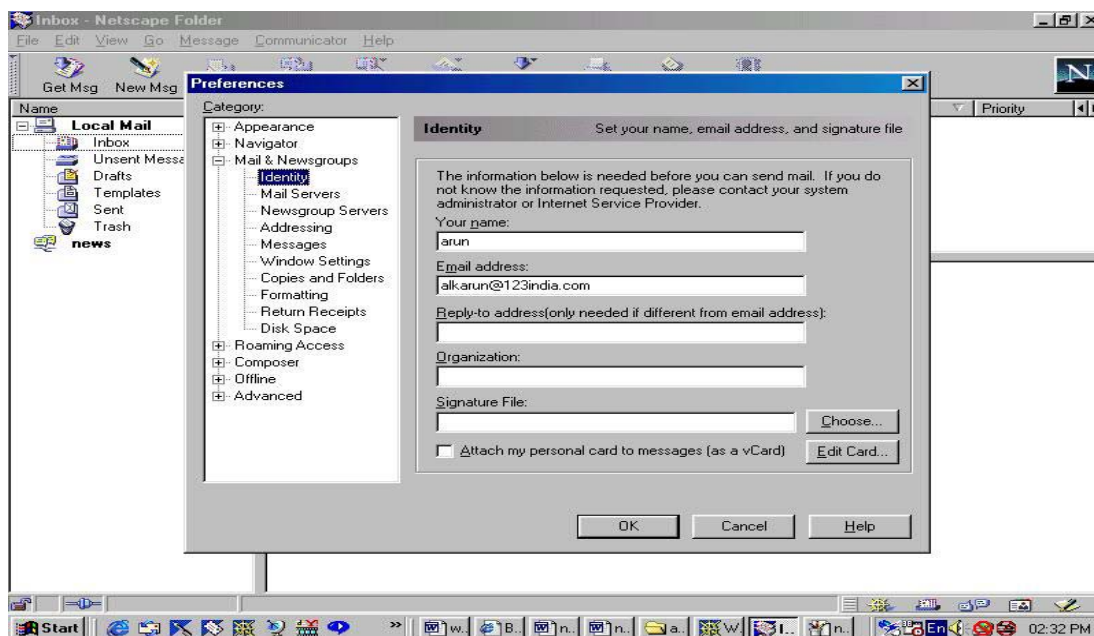 Inbox - Netscape Folder
File Edit View Go Message Communicator Help
Get Msg New Msg
Name
Priority
Local Mail
Inbox
Unsent Messa
Drafts
Templates
Sent
Trash
news
Preferences
Category:
Appearance
Navigator
Mail & Newsgroups
Identity
Mail Servers
Newsgroup Servers
Addressing
Messages
Window Settings
Copies and Folders
Formatting
Return Receipts
Disk Space
Roaming Access
Composer
Offline
Advanced
Identity Set your name, email address, and signature file
The information below is needed before you can send mail. If you do
not know the information requested, please contact your system
administrator or Internet Service Provider.
Your name:
arun
Email address:
alkarun@123india.com
Reply-to address(only needed if different from email address):
Organization:
Signature File:
Choose...
Attach my personal card to messages (as a vCard)
Edit Card...
OK Cancel Help
N
Start » w.. B.. n.. n.. a.. W I.. n.. En 02:32 PM